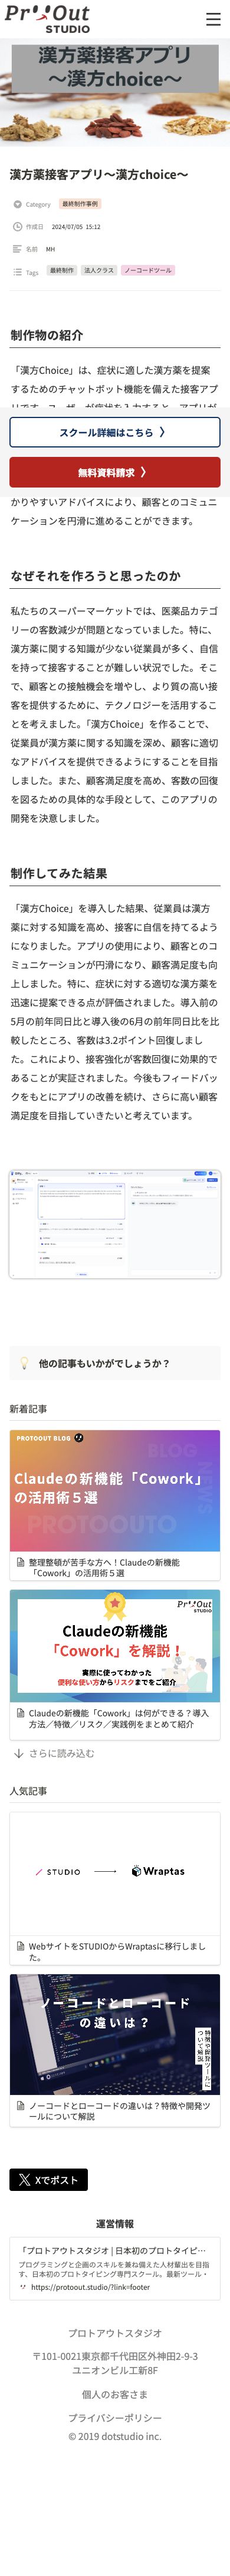 Pr Out
STUDIO
漢方薬接客アプリ
〜漢方choice〜
漢方薬接客アプリ〜漢方choice〜
Category 最終制作事例
作成日 2024/07/05 15:12
名前 MH
Tags 最終制作 法人クラス ノーコードツール
制作物の紹介
「漢方Choice」は、症状に適した漢方薬を提案
するためのチャットボット機能を備えた接客アプ
スクール詳細はこちら 》
無料資料請求 》
かりやすいアドバイスにより、顧客とのコミュニ
ケーションを円滑に進めることができます。
なぜそれを作ろうと思ったのか
私たちのスーパーマーケットでは、医薬品カテゴ
リーの客数減少が問題となっていました。特に、
漢方薬に関する知識が少ない従業員が多く、自信
を持って接客することが難しい状況でした。そこ
で、顧客との接触機会を増やし、より質の高い接
客を提供するために、テクノロジーを活用するこ
とを考えました。「漢方Choice」を作ることで、
従業員が漢方薬に関する知識を深め、顧客に適切
なアドバイスを提供できるようにすることを目指
しました。また、顧客満足度を高め、客数の回復
を図るための具体的な手段として、このアプリの
開発を決意しました。
制作してみた結果
「漢方Choice」を導入した結果、従業員は漢方
薬に対する知識を高め、接客に自信を持てるよう
になりました。アプリの使用により、顧客とのコ
ミュニケーションが円滑になり、顧客満足度も向
上しました。特に、症状に対する適切な漢方薬を
迅速に提案できる点が評価されました。導入前の
5月の前年同日比と導入後の6月の前年同日比を比
較したところ、客数は3.2ポイント回復しまし
た。これにより、接客強化が客数回復に効果的で
あることが実証されました。今後もフィードバッ
クをもとにアプリの改善を続け、さらに高い顧客
満足度を目指していきたいと考えています。
他の記事もいかがでしょうか？
新着記事
PROTOOUT BLOG
Claudeの新機能「Cowork」
の活用術５選
整理整頓が苦手な方へ！Claudeの新機能
「Cowork」の活用術５選
Pr Out
STUDIO
Claudeの新機能
「Cowork」を解説！
実際に使ってわかった
便利な使い方からリスクまでをご紹介
Claudeの新機能「Cowork」は何ができる？導入
方法／特徴／リスク／実践例をまとめて紹介
さらに読み込む
人気記事
STUDIO → Wraptas
WebサイトをSTUDIOからWraptasに移行しまし
た。
ノーコードとローコード
の違いは？
特徴や開発ツールに
ついて解説
ノーコードとローコードの違いは？特徴や開発ツ
ールについて解説
Xでポスト
運営情報
「プロトアウトスタジオ | 日本初のプロトタイピ…
プログラミングと企画のスキルを兼ね備えた人材輩出を目指
す、日本初のプロトタイピング専門スクール。最新ツール・
https://protoout.studio/?link=footer
プロトアウトスタジオ
〒101-0021東京都千代田区外神田2-9-3
ユニオンビル工新8F
個人のお客さま
プライバシーポリシー
© 2019 dotstudio inc.